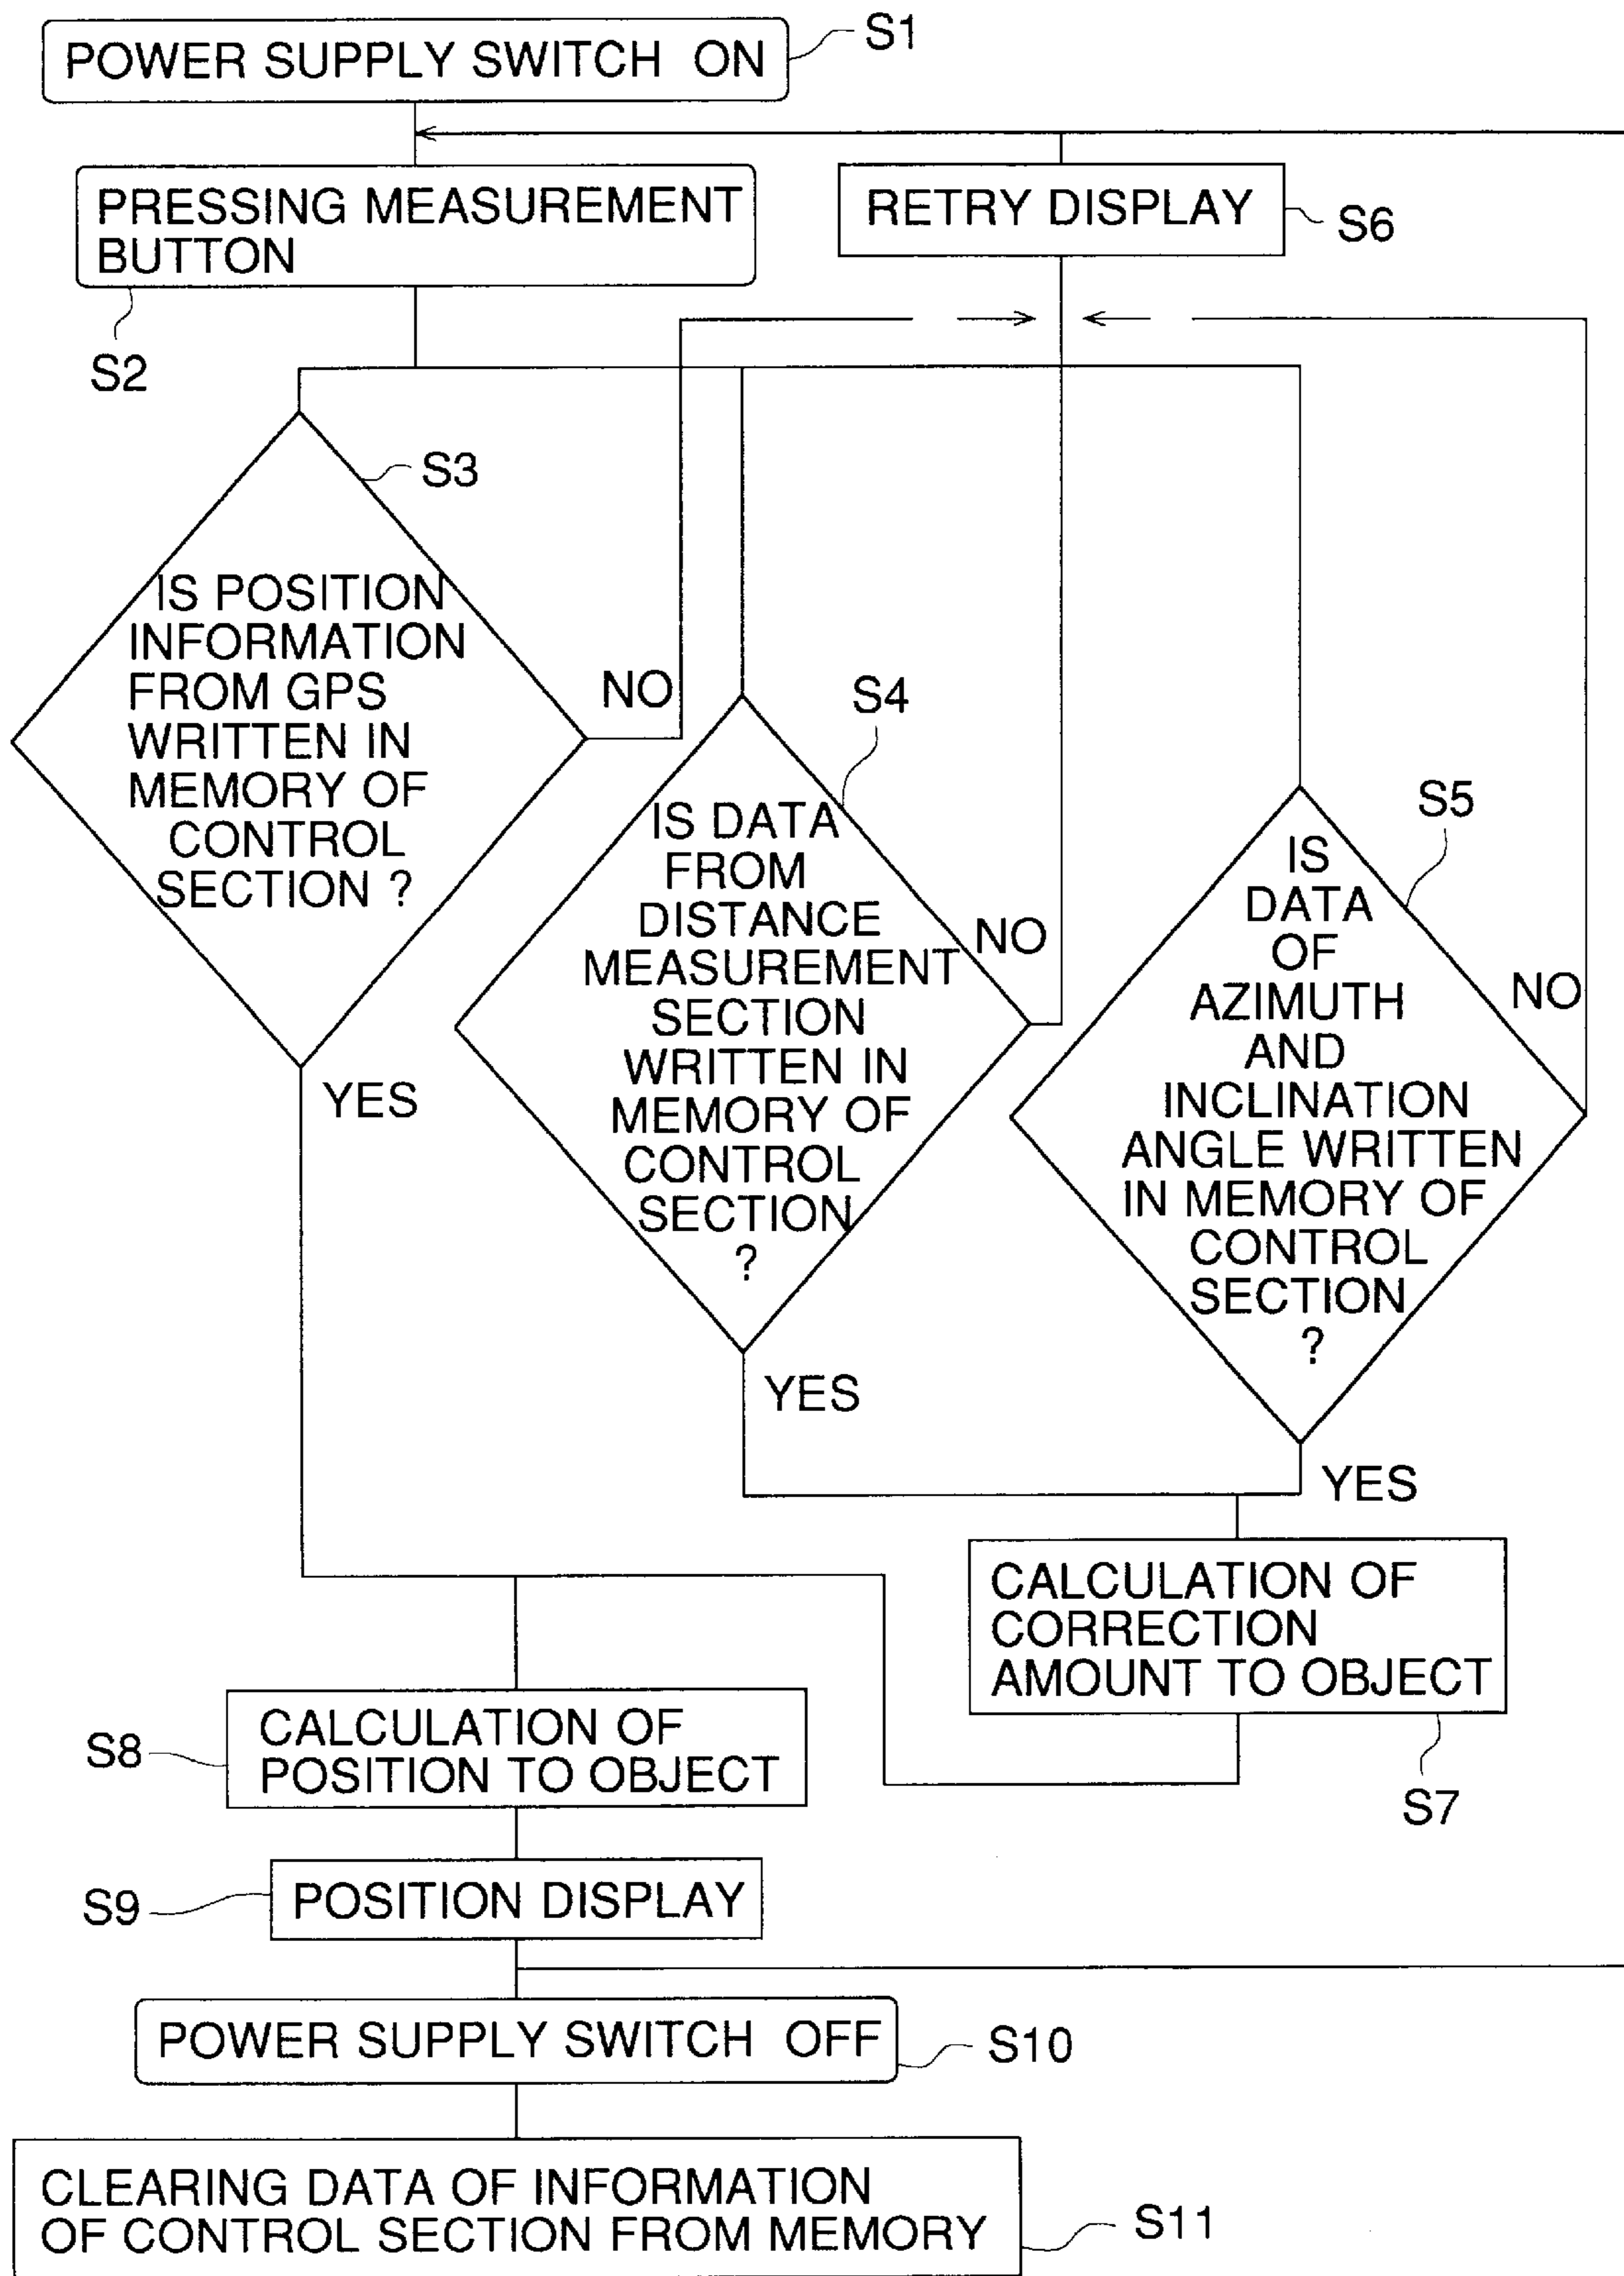 POWER SUPPLY SWITCH ON
S1
PRESSING MEASUREMENT
BUTTON
S2
RETRY DISPLAY
S6
S3
IS POSITION
INFORMATION
FROM GPS
WRITTEN IN
MEMORY OF
CONTROL
SECTION ?
NO
YES
S4
IS DATA
FROM
DISTANCE
MEASUREMENT
SECTION
WRITTEN IN
MEMORY OF
CONTROL
SECTION
?
NO
YES
S5
IS
DATA
OF
AZIMUTH
AND
INCLINATION
ANGLE WRITTEN
IN MEMORY OF
CONTROL
SECTION
?
NO
YES
CALCULATION OF
CORRECTION
AMOUNT TO OBJECT
S7
S8
CALCULATION OF
POSITION TO OBJECT
S9
POSITION DISPLAY
POWER SUPPLY SWITCH OFF
S10
CLEARING DATA OF INFORMATION
OF CONTROL SECTION FROM MEMORY
S11